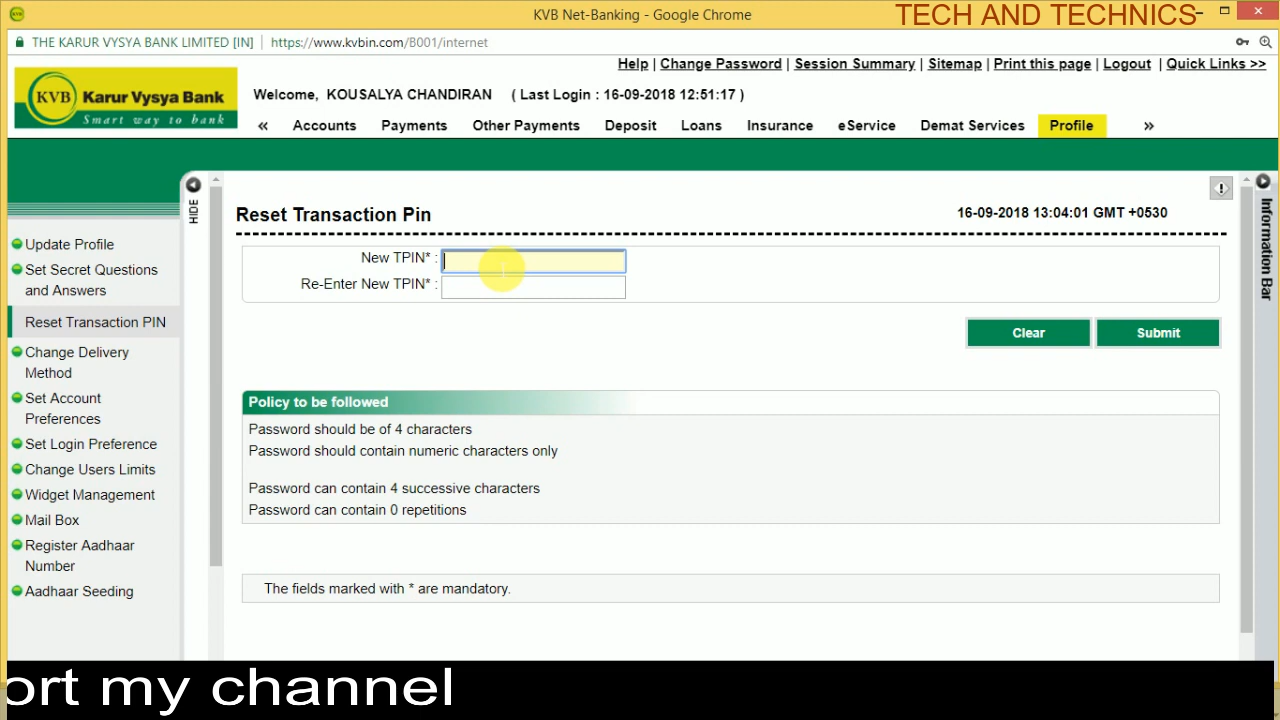 KVB Net-Banking - Google Chrome
TECH AND TECHNICS
THE KARUR VYSYA BANK LIMITED [IN] https://www.kvbin.com/B001/internet
Help | Change Password | Session Summary | Sitemap | Print this page | Logout | Quick Links >>
KVB Karur Vysya Bank
Smart way to bank
Welcome, KOUSALYA CHANDIRAN ( Last Login : 16-09-2018 12:51:17 )
« Accounts Payments Other Payments Deposit Loans Insurance eService Demat Services Profile »
HIDE
Update Profile
Set Secret Questions
and Answers
Reset Transaction PIN
Change Delivery
Method
Set Account
Preferences
Set Login Preference
Change Users Limits
Widget Management
Mail Box
Register Aadhaar
Number
Aadhaar Seeding
Reset Transaction Pin 16-09-2018 13:04:01 GMT +0530
New TPIN* :
Re-Enter New TPIN* :
Clear Submit
Policy to be followed
Password should be of 4 characters
Password should contain numeric characters only
Password can contain 4 successive characters
Password can contain 0 repetitions
The fields marked with * are mandatory.
Information Bar
ort my channel